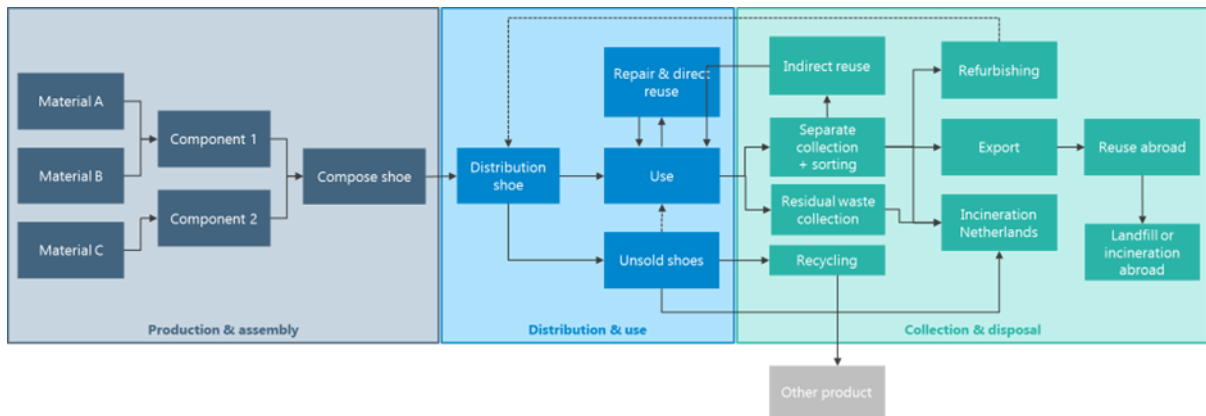 Material A
Material B
Material C
Component 1
Component 2
Compose shoe
Production & assembly
Repair & direct
reuse
Distribution
shoe
Use
Unsold shoes
Distribution & use
Indirect reuse
Separate
collection
+ sorting
Residual waste
collection
Recycling
Refurbishing
Export
Incineration
Netherlands
Reuse abroad
Landfill or
incineration
abroad
Collection & disposal
Other product